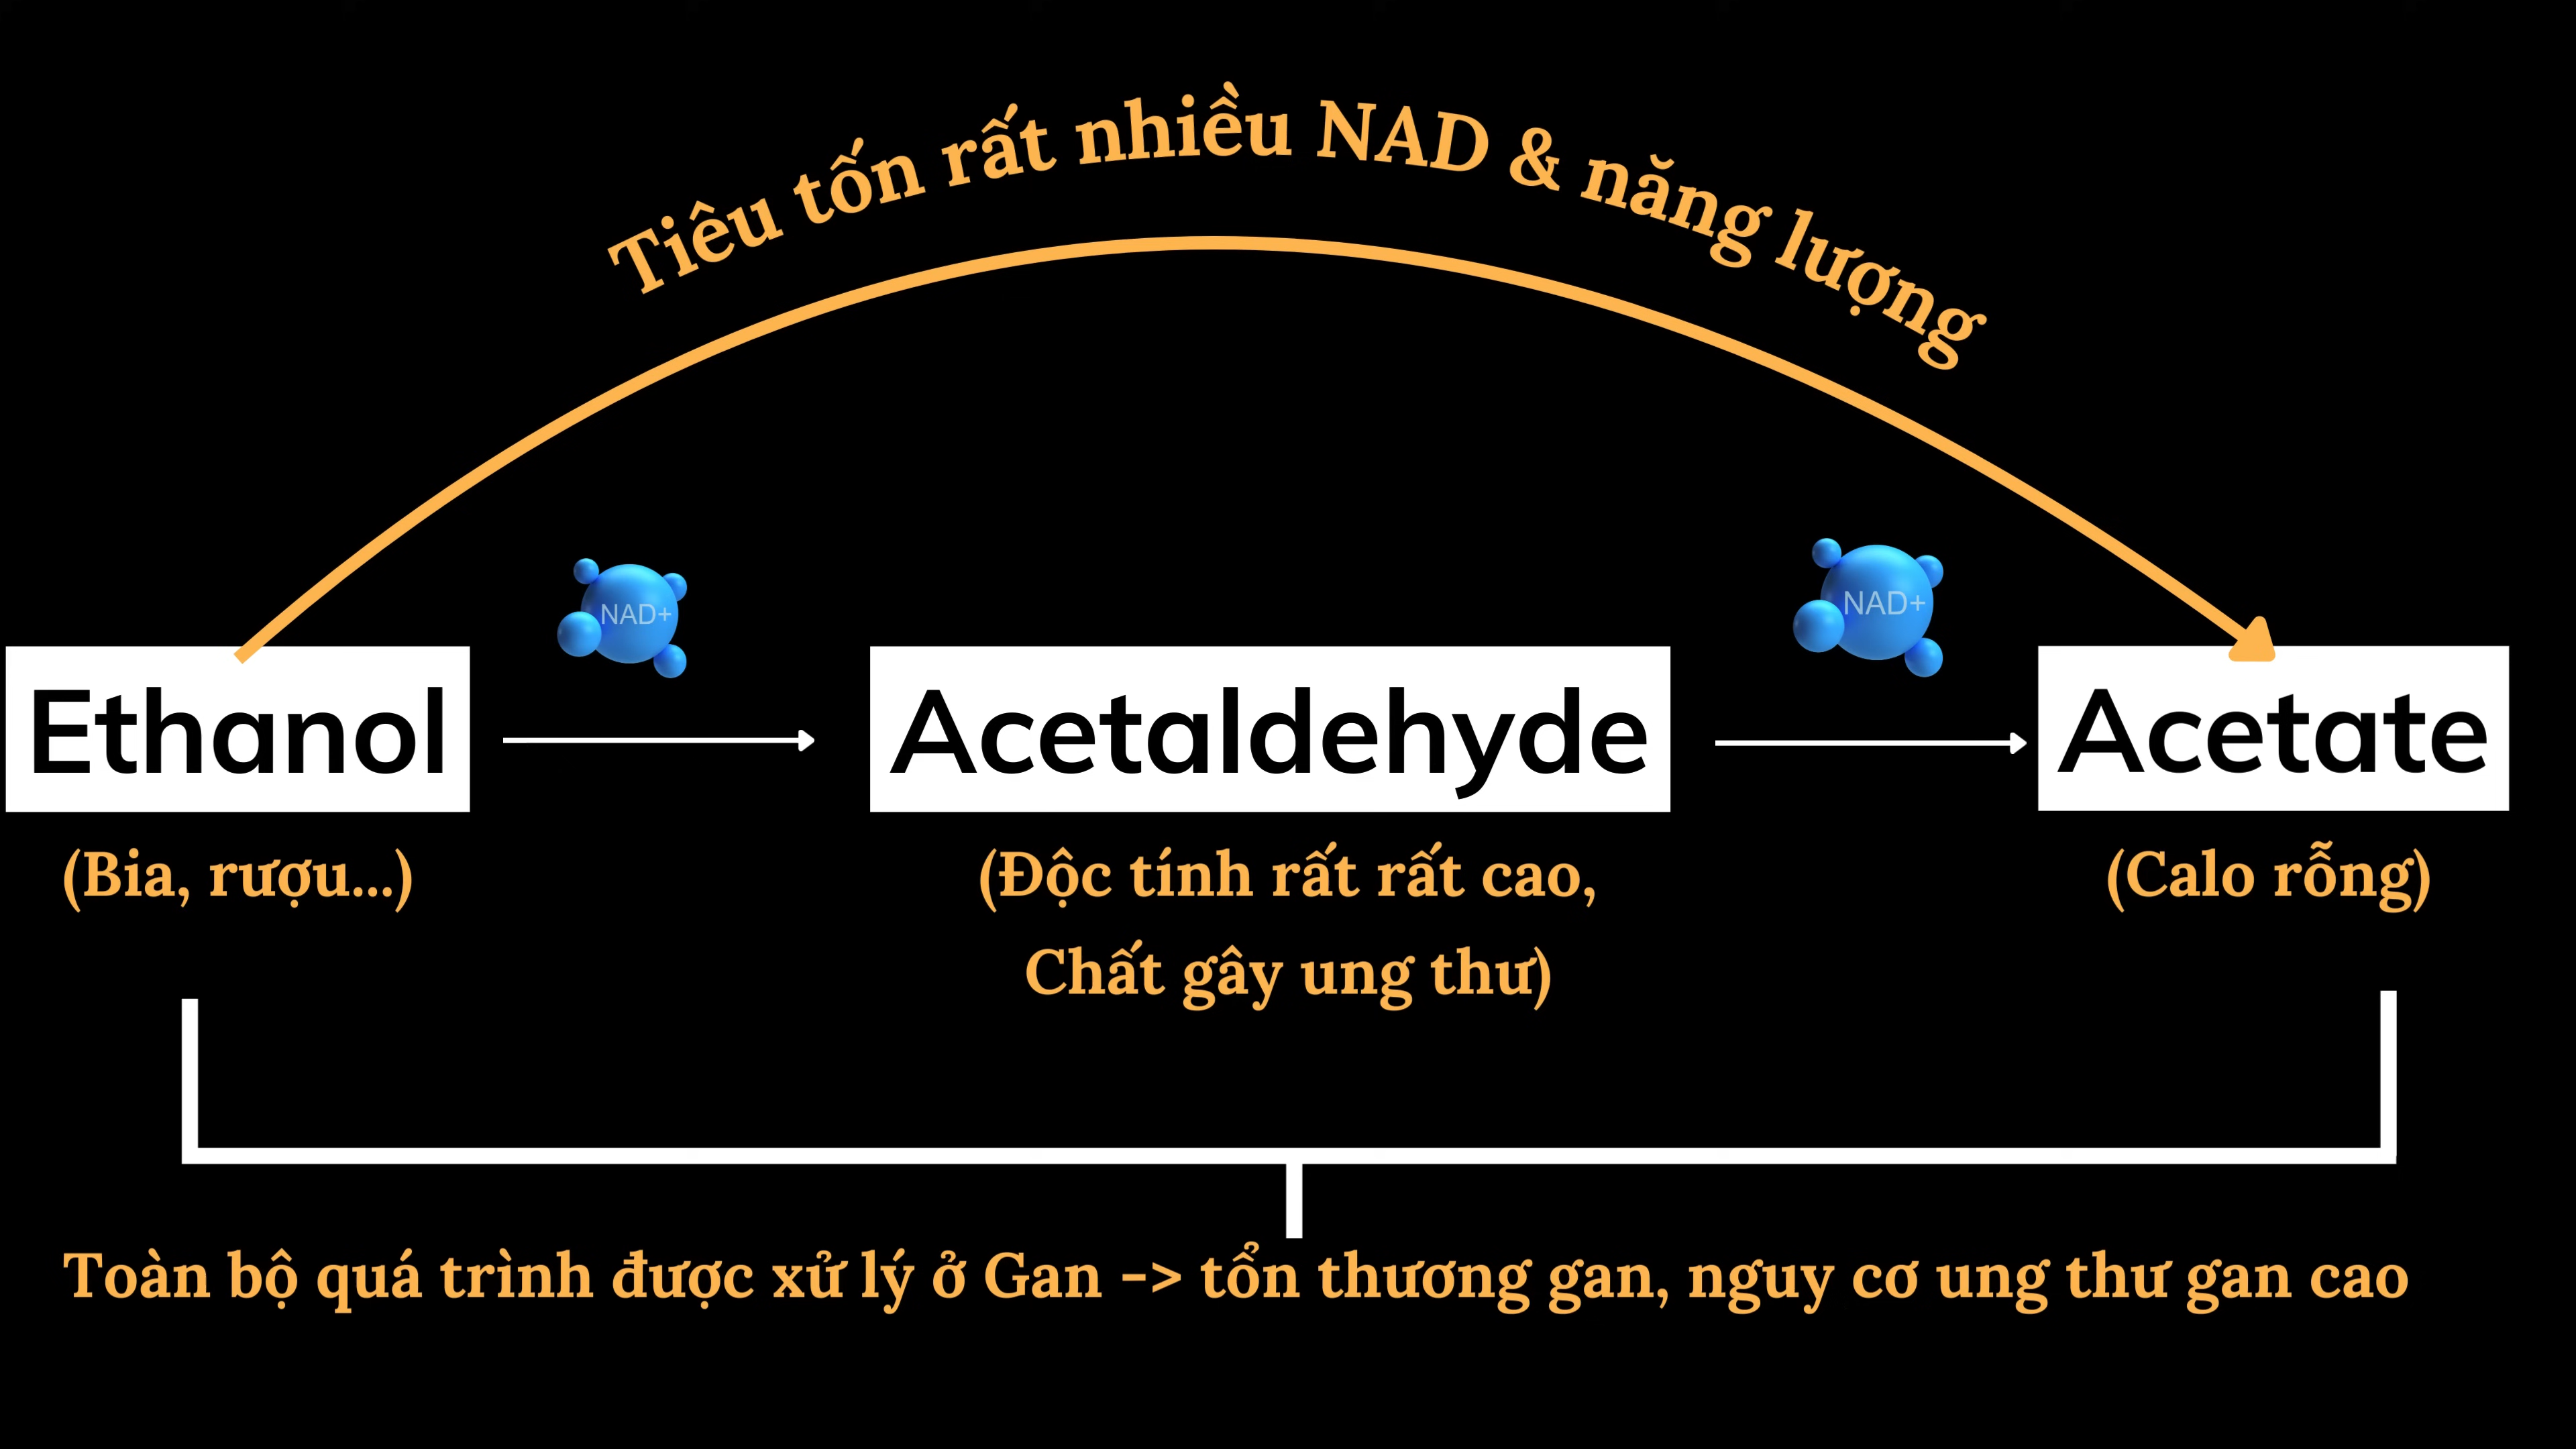 Tiêu tốn rất nhiều NAD & năng lượng
NAD+
NAD+
Ethanol
Acetaldehyde
Acetate
(Bia, rượu...)
(Độc tính rất rất cao,
Chất gây ung thư)
(Calo rỗng)
Toàn bộ quá trình được xử lý ở Gan -> tổn thương gan, nguy cơ ung thư gan cao